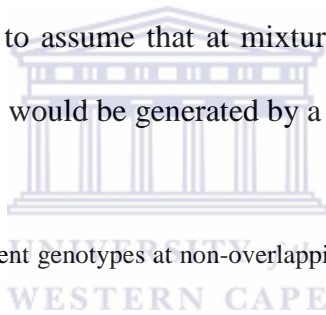 to assume that at mixtur
would be generated by a
ent genotypes at non-overlappi
UNIVERSITY of the
WESTERN CAPE